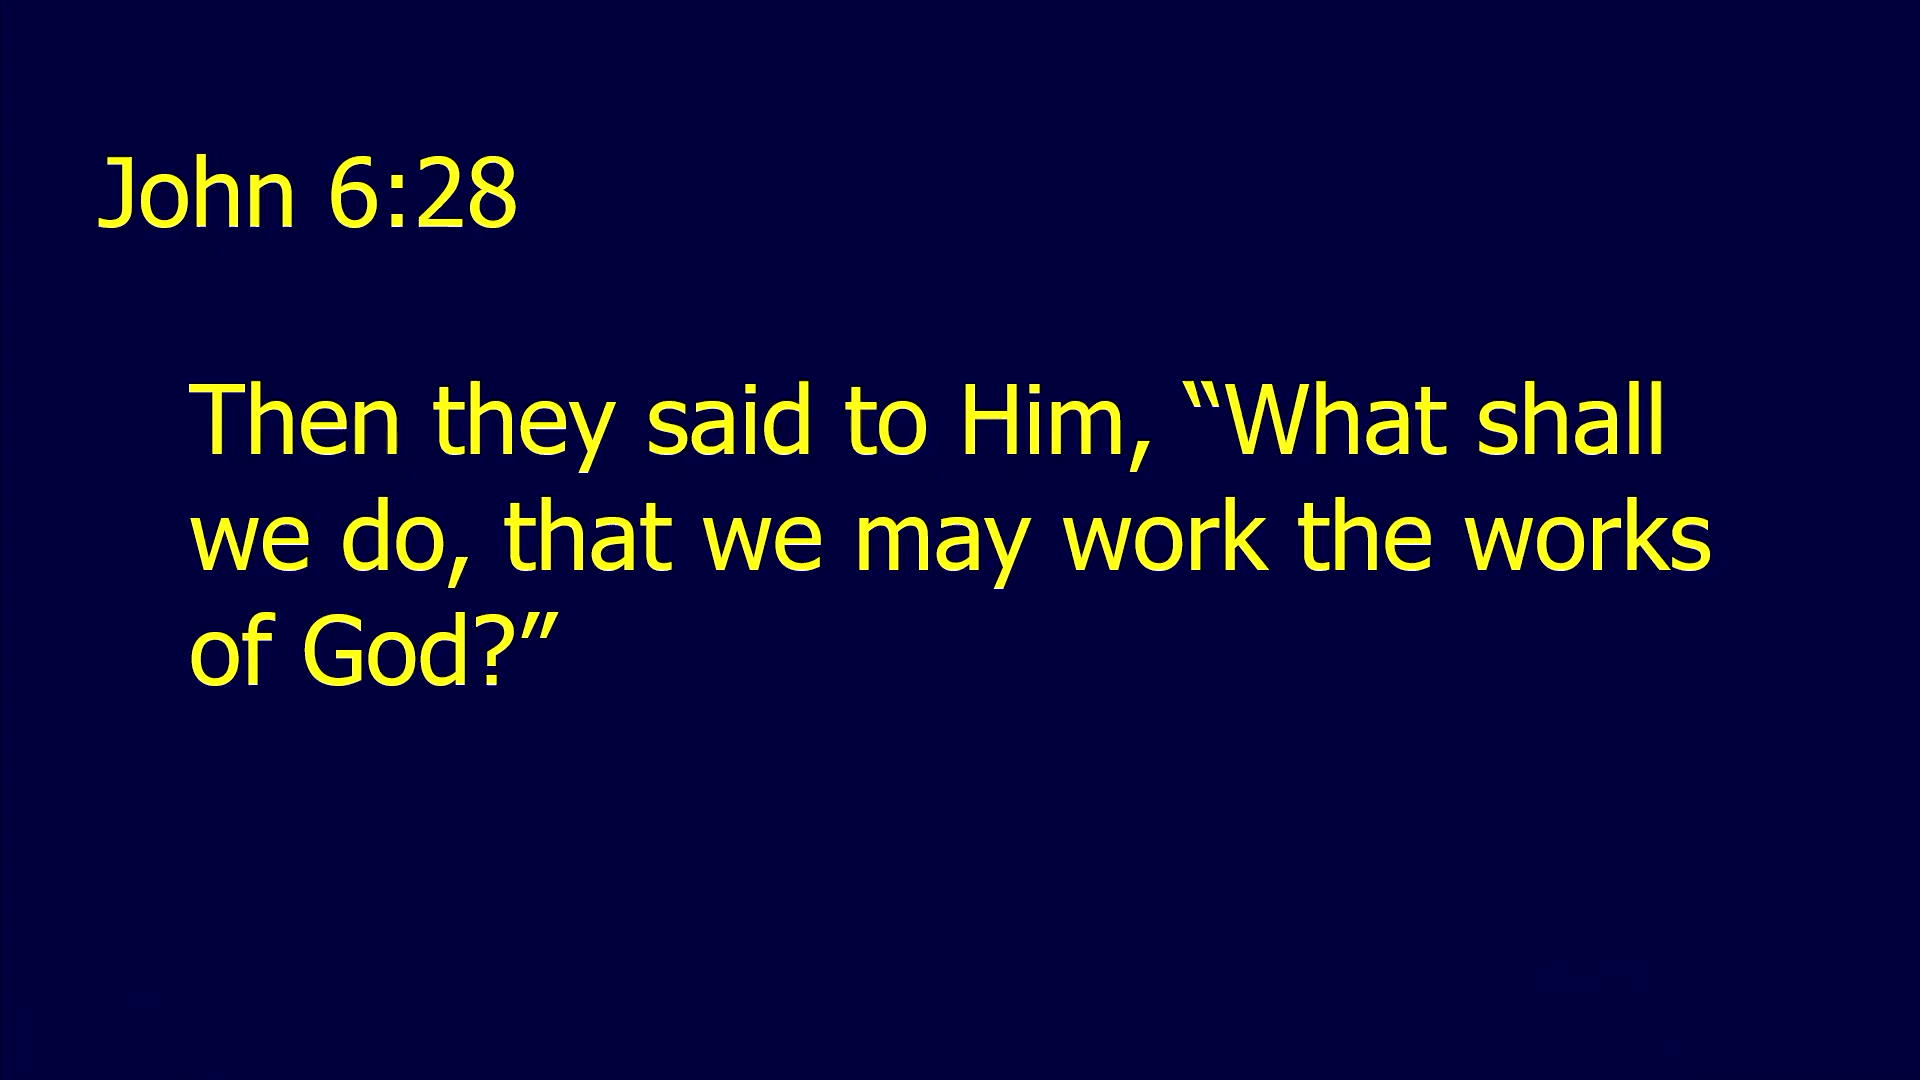 John 6:28
Then they said to Him, “What shall
we do, that we may work the works
of God?”